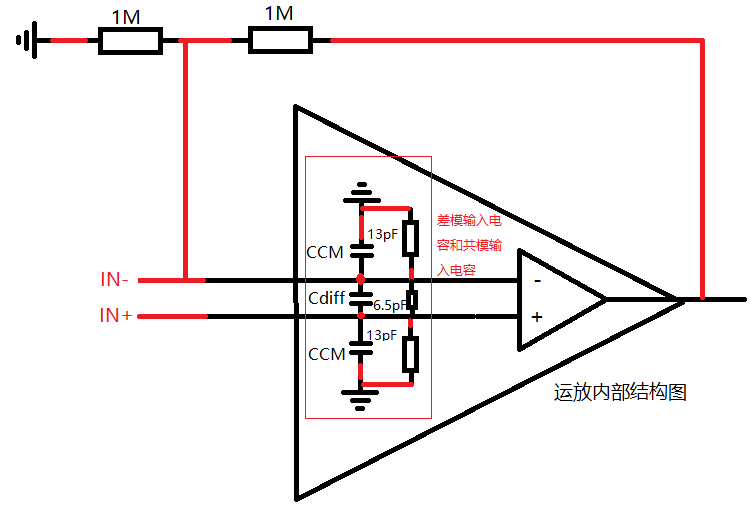 1M
1M
13pF
差模输入电
容和共模输
入电容
CCM
IN-
-
Cdiff
6.5pF
IN+
+
13pF
CCM
运放内部结构图